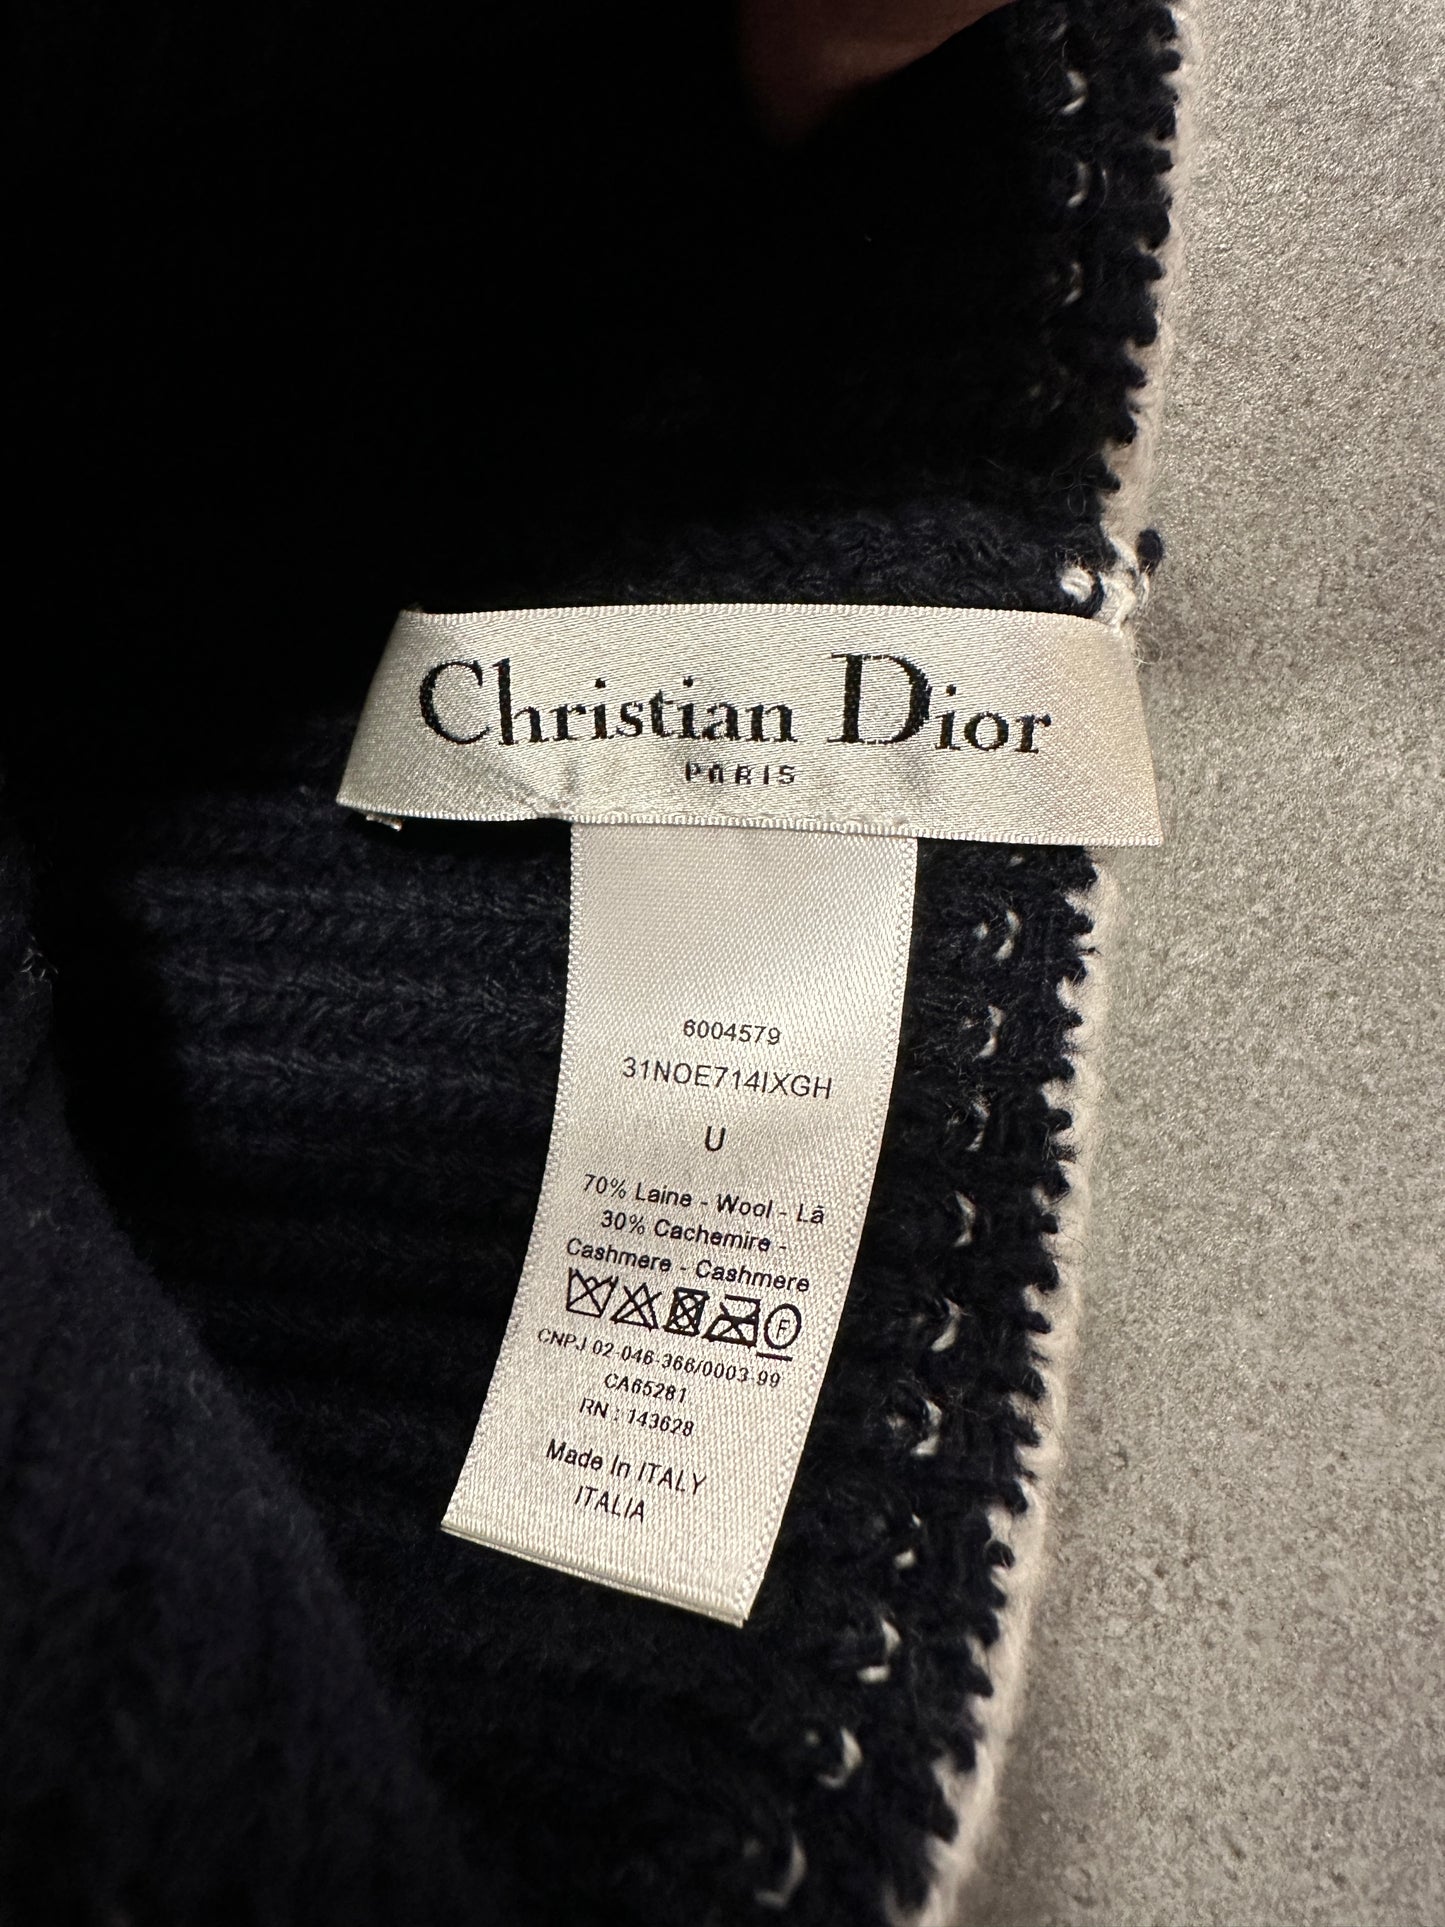 Christian Dior
PARIS
6004579
31NOE714IXGH
U
70% Laine - Wool - Lã
30% Cachemire -
Cashmere - Cashmere
F
CNPJ 02-046-366/0003-99
CA65281
RN : 143628
Made In ITALY
ITALIA